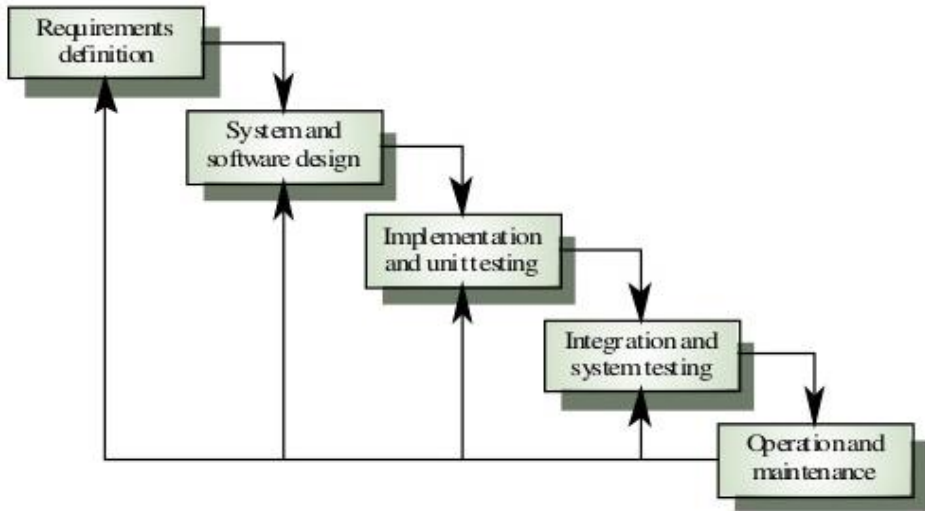 Requirements
definition
System and
software design
Implementation
and unit testing
Integration and
system testing
Operation and
maintenance